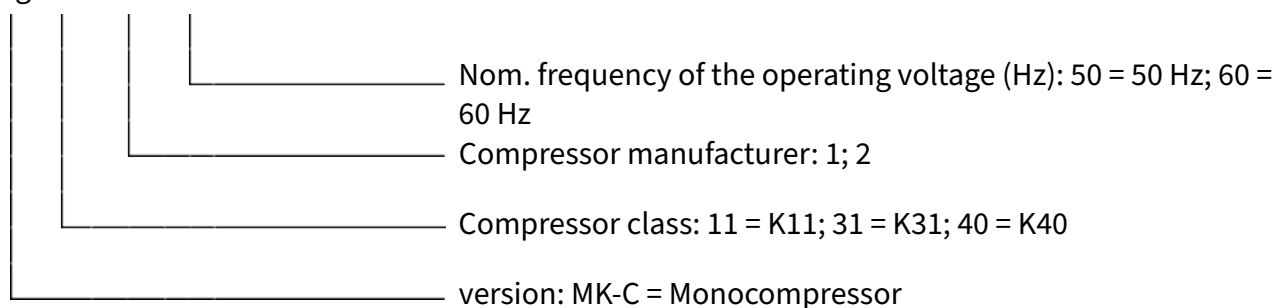 Nom. frequency of the operating voltage (Hz): 50 = 50 Hz; 60 =
60 Hz
Compressor manufacturer: 1; 2
Compressor class: 11 = K11; 31 = K31; 40 = K40
version: MK-C = Monocompressor